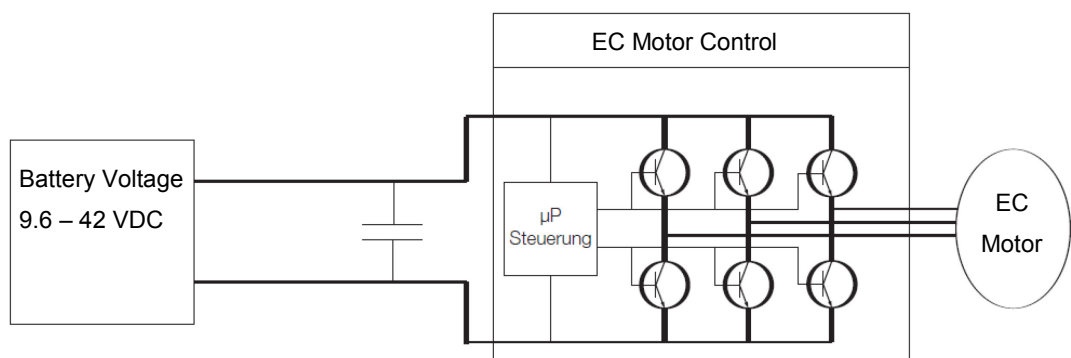 EC Motor Control
Battery Voltage
9.6 – 42 VDC
µP
Steuerung
EC
Motor